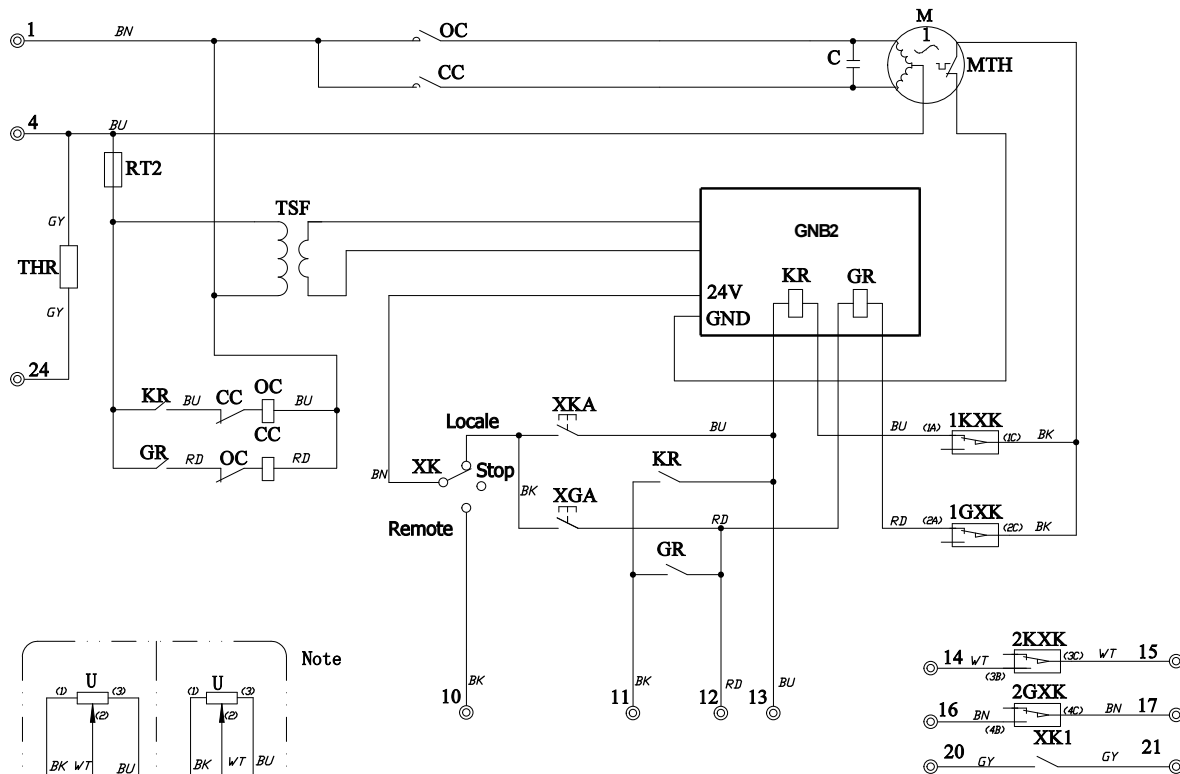 1
BN
OC
M
1
C
CC
MTH
4
BU
RT2
TSF
GNB2
GY
THR
KR
GR
24V
GND
GY
24
KR
BU
CC
OC
BU
CC
GR
RD
OC
RD
Locale
XKA
BU
BU
(1A)
1KXK
(1C)
BK
BN
XK
Stop
KR
BK
XGA
Remote
RD
RD
(2A)
1GXK
(2C)
BK
GR
Note
2KXK
14
WT
(3B)
(3C)
WT
15
(1)
U
(3)
(2)
(1)
U
(3)
(2)
BK
10
BK
11
RD
12
BU
13
2GXK
16
BN
(4B)
(4C)
BN
17
XK1
BK
WT
BU
BK
WT
BU
20
GY
GY
21